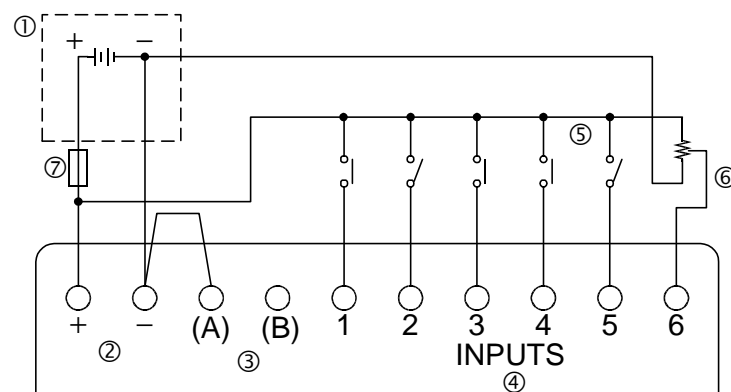 ① + −
⑤
⑦ ⑥
+ − (A) (B) 1 2 3 4 5 6
② ③ INPUTS
④